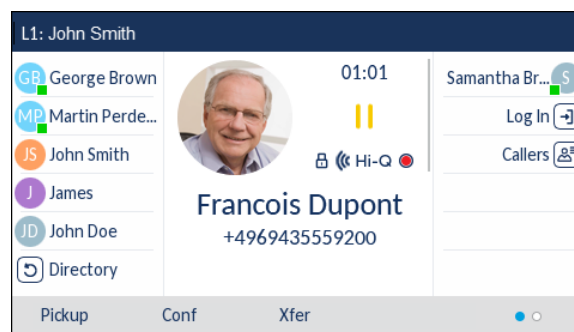 L1: John Smith
GB George Brown
MP Martin Perde...
JS John Smith
J James
JD John Doe
Directory
01:01
Hi-Q
Francois Dupont
+4969435559200
Samantha Br... S
Log In
Callers
Pickup Conf Xfer